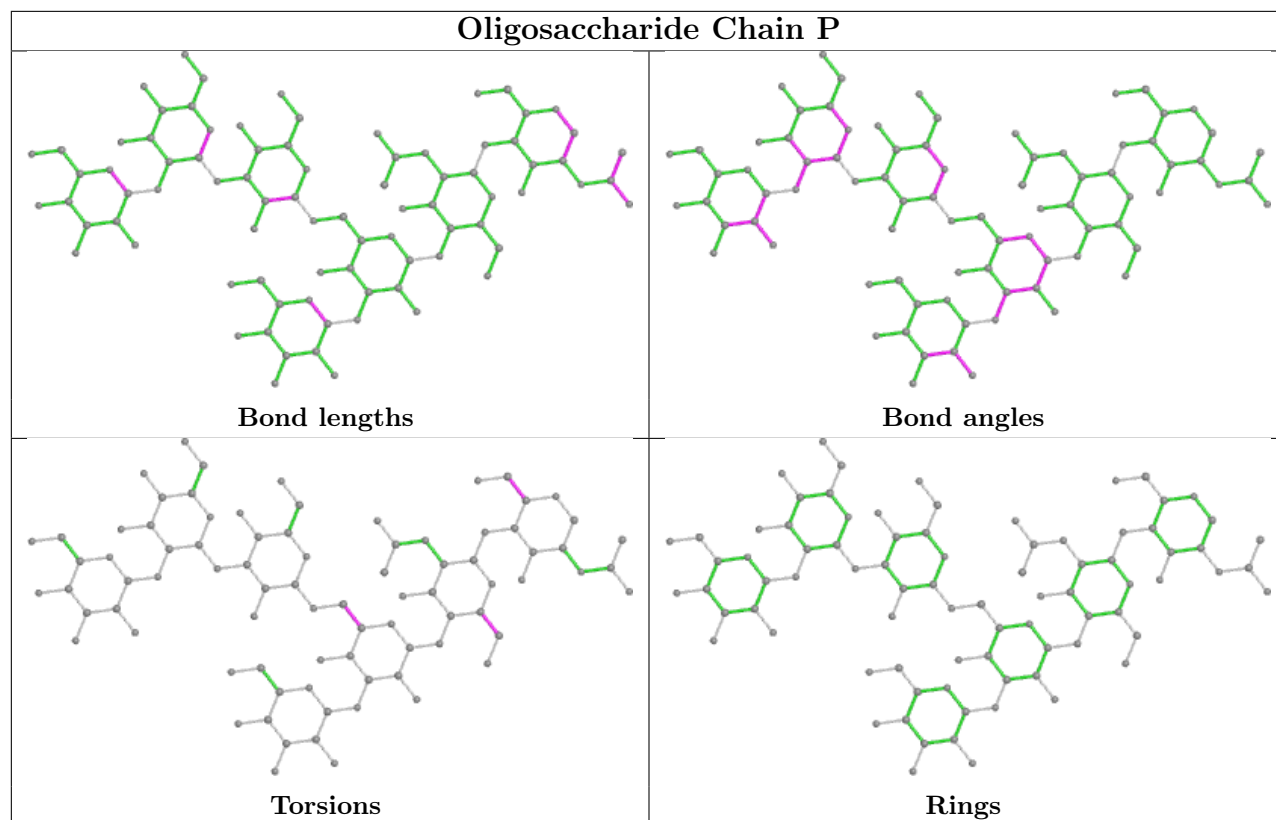 Oligosaccharide Chain P
Bond lengths
Bond angles
Torsions
Rings